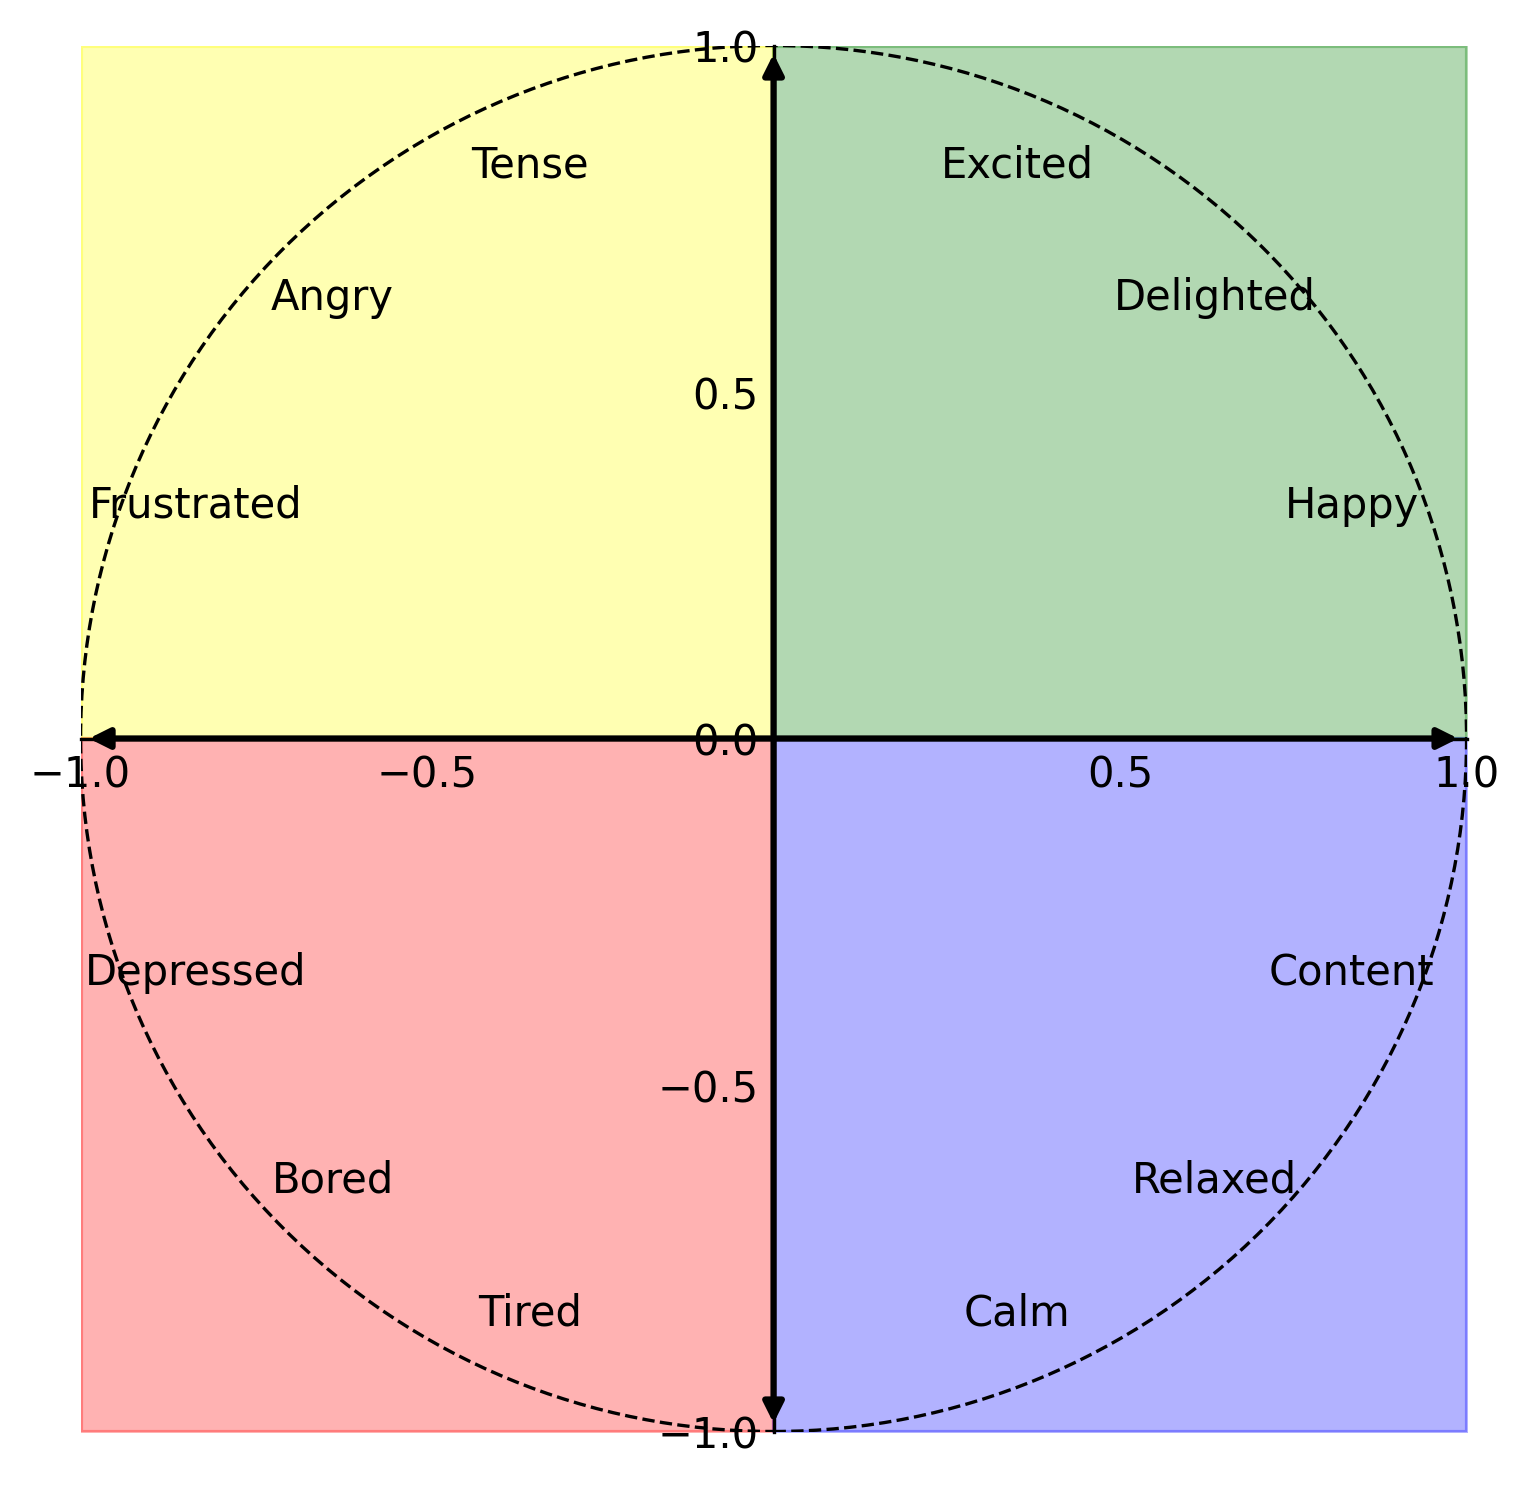 1.0
Tense
Excited
Angry
Delighted
0.5
Frustrated
Happy
0.0
−1.0
−0.5
0.5
1.0
Depressed
Content
−0.5
Bored
Relaxed
Tired
Calm
−1.0